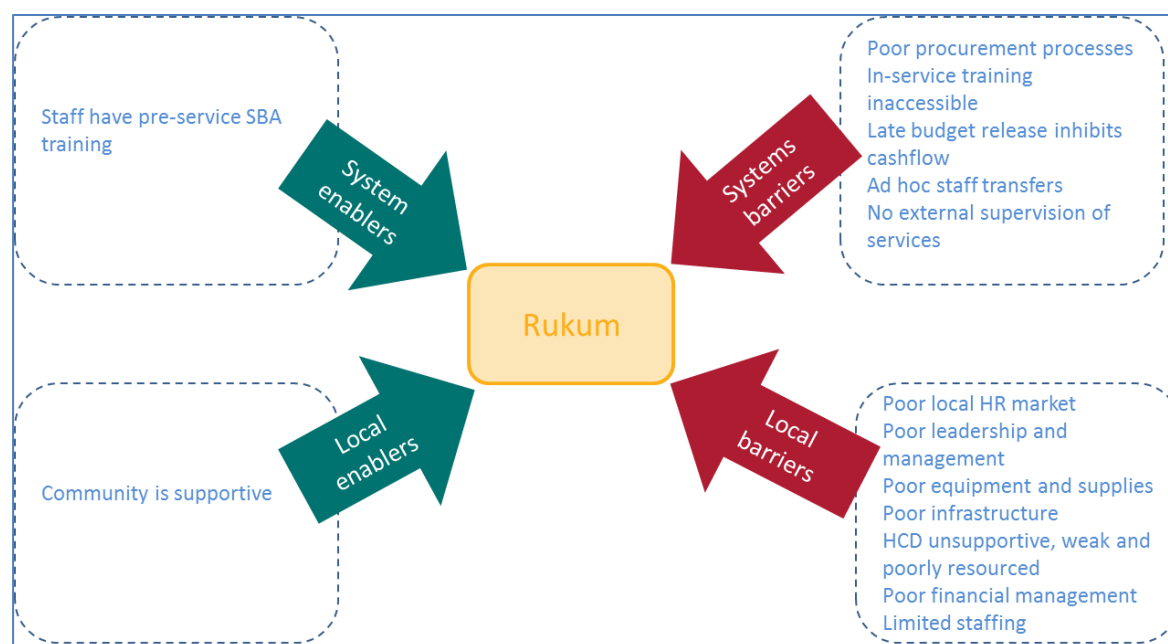 Staff have pre-service SBA
training
System
enablers
Systems
barriers
Poor procurement processes
In-service training
inaccessible
Late budget release inhibits
cashflow
Ad hoc staff transfers
No external supervision of
services
Rukum
Community is supportive
Local
enablers
Local
barriers
Poor local HR market
Poor leadership and
management
Poor equipment and supplies
Poor infrastructure
HCD unsupportive, weak and
poorly resourced
Poor financial management
Limited staffing